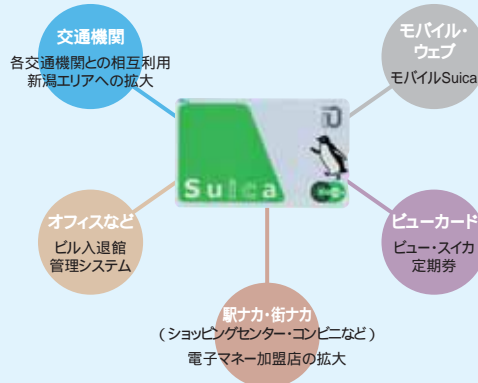 交通機関
各交通機関との相互利用
新潟エリアへの拡大
モバイル・
ウェブ
モバイルSuica
Suica
オフィスなど
ビル入退館
管理システム
ビューカード
ビュー・スイカ
定期券
駅ナカ・街ナカ
(ショッピングセンター・コンビニなど)
電子マネー加盟店の拡大